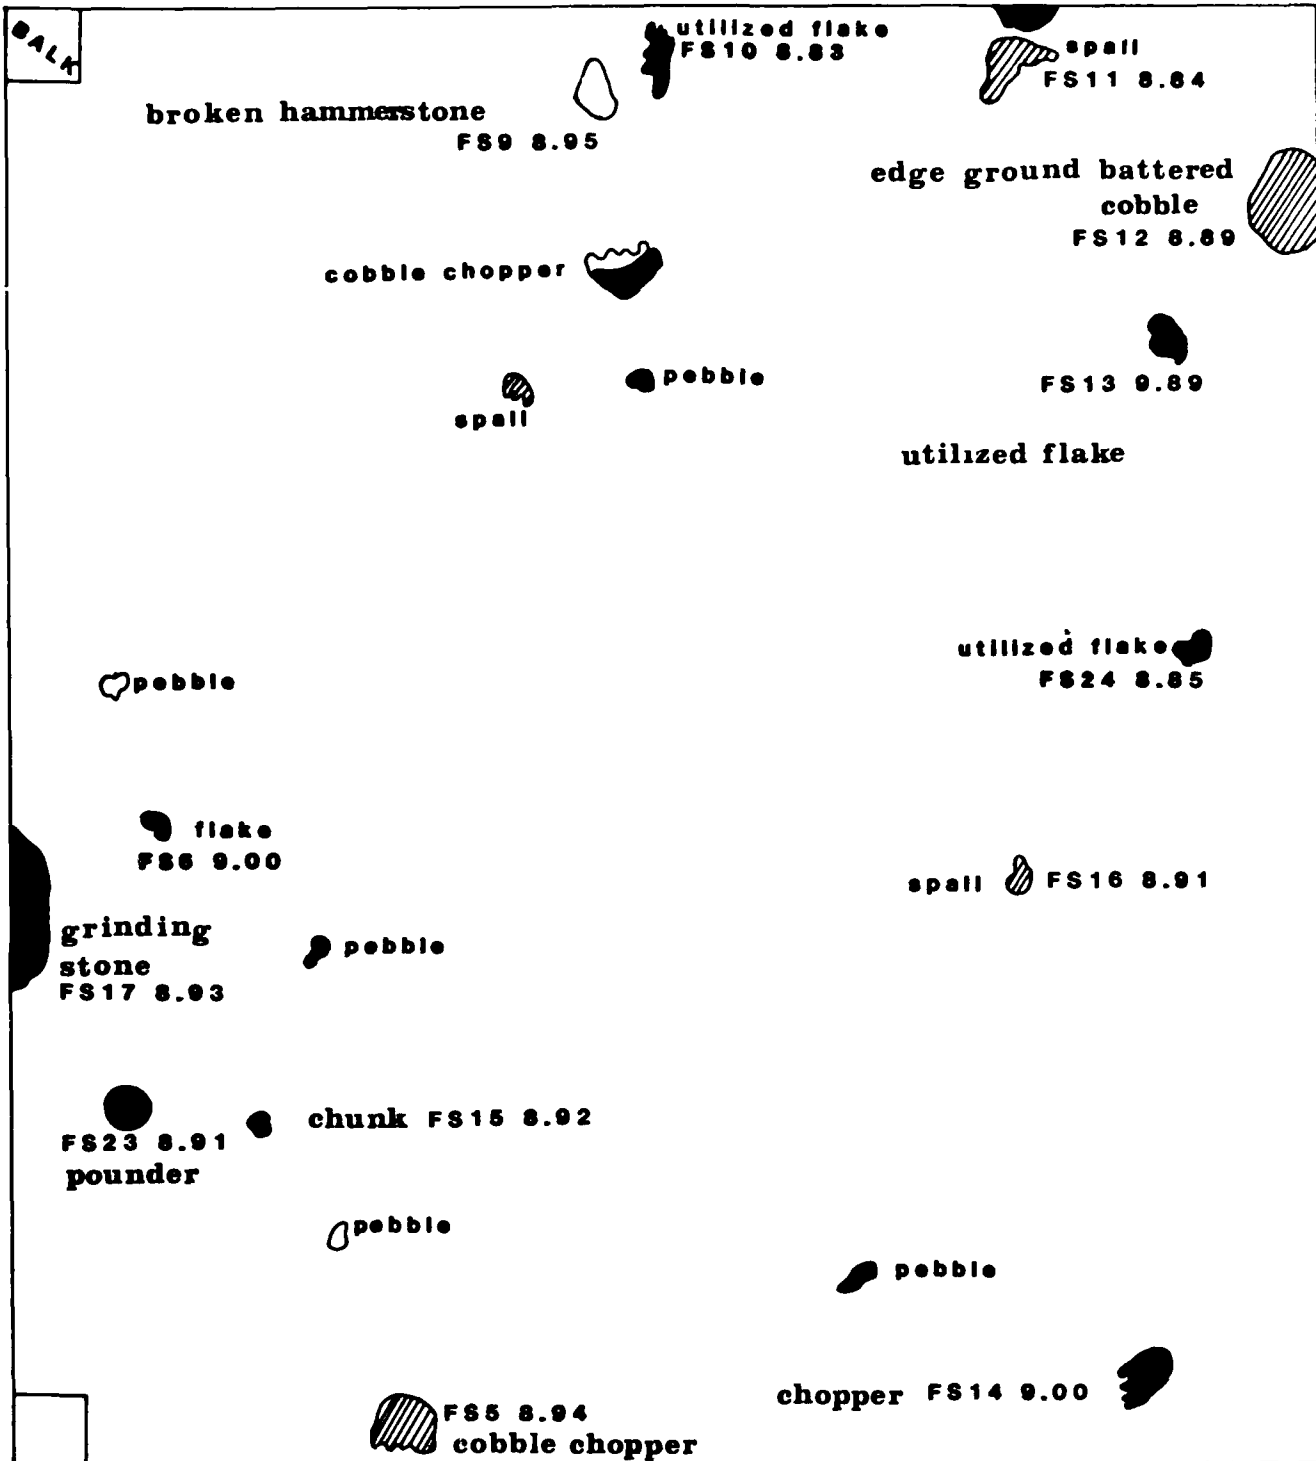 BALK
utilized flake
FS10 8.83
spall
FS11 8.84
broken hammerstone
FS9 8.95
edge ground battered
cobble
FS12 8.89
cobble chopper
pebble
spall
FS13 9.89
utilized flake
utilized flake
FS24 8.85
pebble
flake
FS6 9.00
spall FS16 8.91
grinding
stone
FS17 8.93
pebble
chunk FS15 8.92
FS23 8.91
pounder
pebble
pebble
chopper FS14 9.00
FS5 8.94
cobble chopper